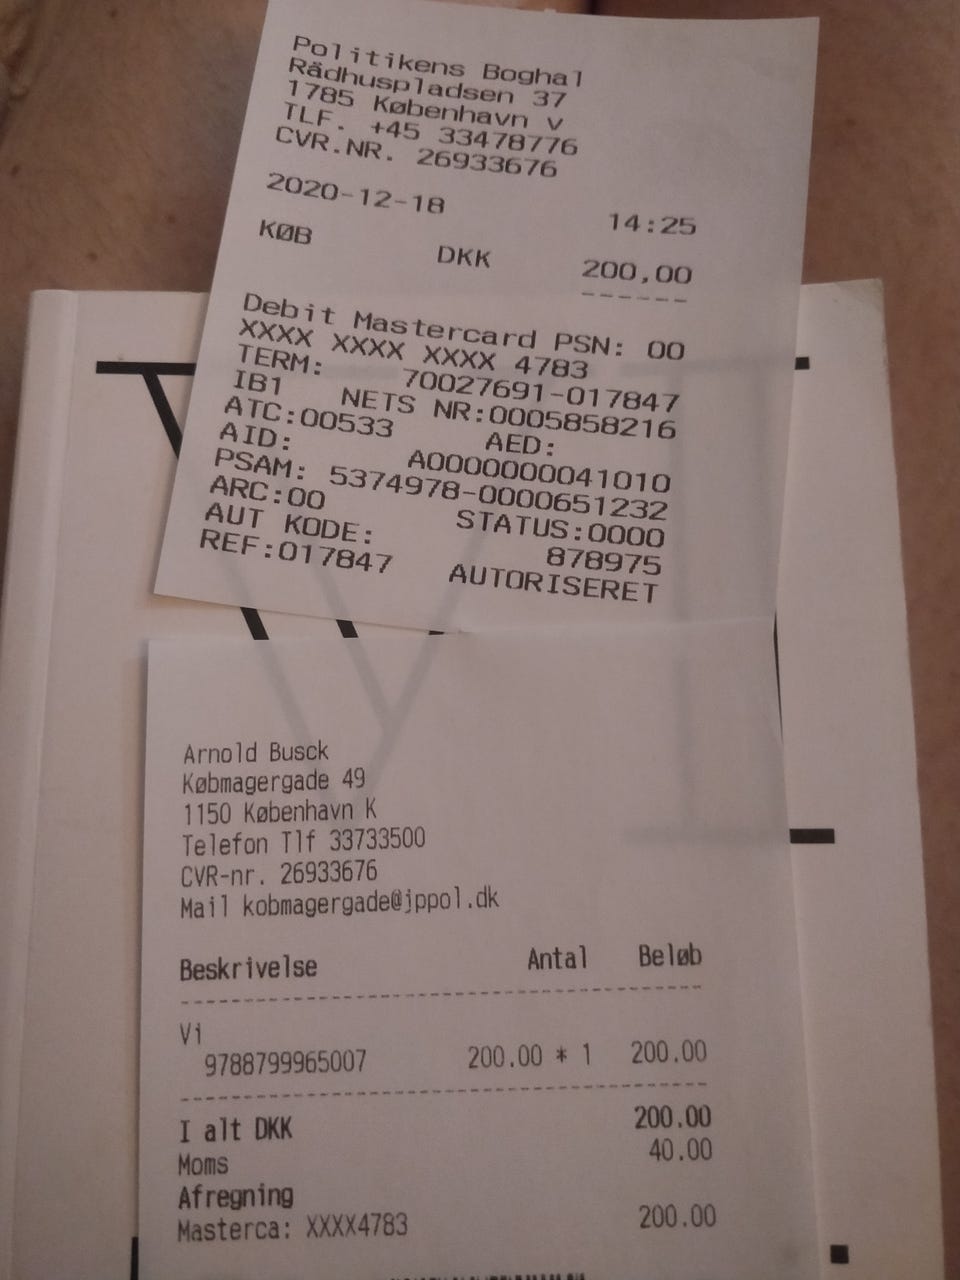 Politikens Boghal
Rådhuspladsen 37
1785 København V
TLF. +45 33478776
CVR.NR. 26933676
2020-12-18 14:25
KØB DKK 200,00
------
Debit Mastercard PSN: 00
XXXX XXXX XXXX 4783
TERM: 70027691-017847
IB1 NETS NR:0005858216
ATC:00533 AED:
AID: A0000000041010
PSAM: 5374978-0000651232
ARC:00 STATUS:0000
AUT KODE: 878975
REF:017847 AUTORISERET
Arnold Busck
Købmagergade 49
1150 København K
Telefon Tlf 33733500
CVR-nr. 26933676
Mail kobmagergade@jppol.dk
Beskrivelse Antal Beløb
Vi
9788799965007 200.00 * 1 200.00
I alt DKK 200.00
Moms 40.00
Afregning
Masterca: XXXX4783 200.00